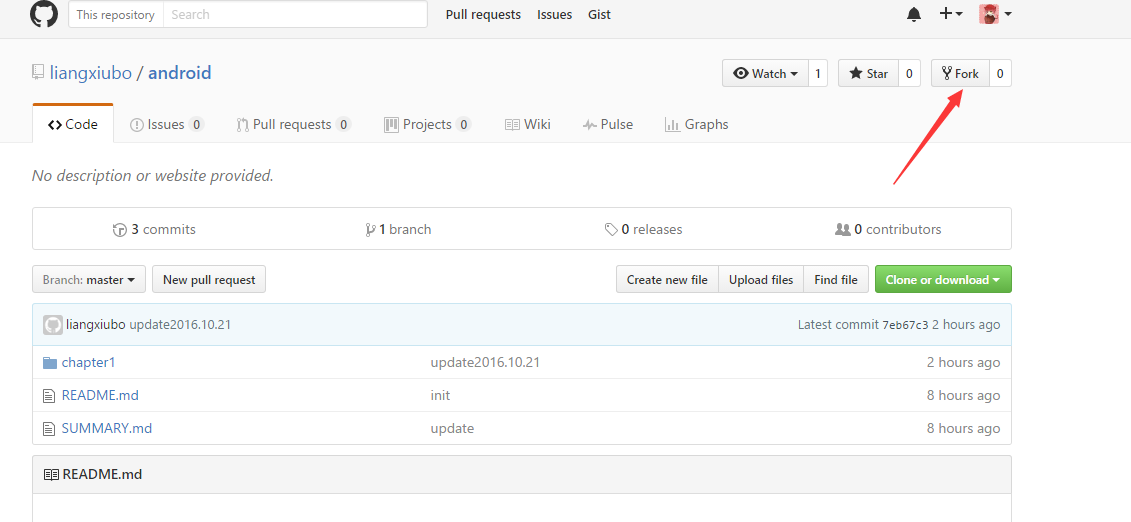 This repository Search Pull requests Issues Gist
liangxiubo / android Watch 1 Star 0 Fork 0
Code Issues 0 Pull requests 0 Projects 0 Wiki Pulse Graphs
No description or website provided.
3 commits 1 branch 0 releases 0 contributors
Branch: master New pull request Create new file Upload files Find file Clone or download
liangxiubo update2016.10.21 Latest commit 7eb67c3 2 hours ago
chapter1 update2016.10.21 2 hours ago
README.md init 8 hours ago
SUMMARY.md update 8 hours ago
README.md